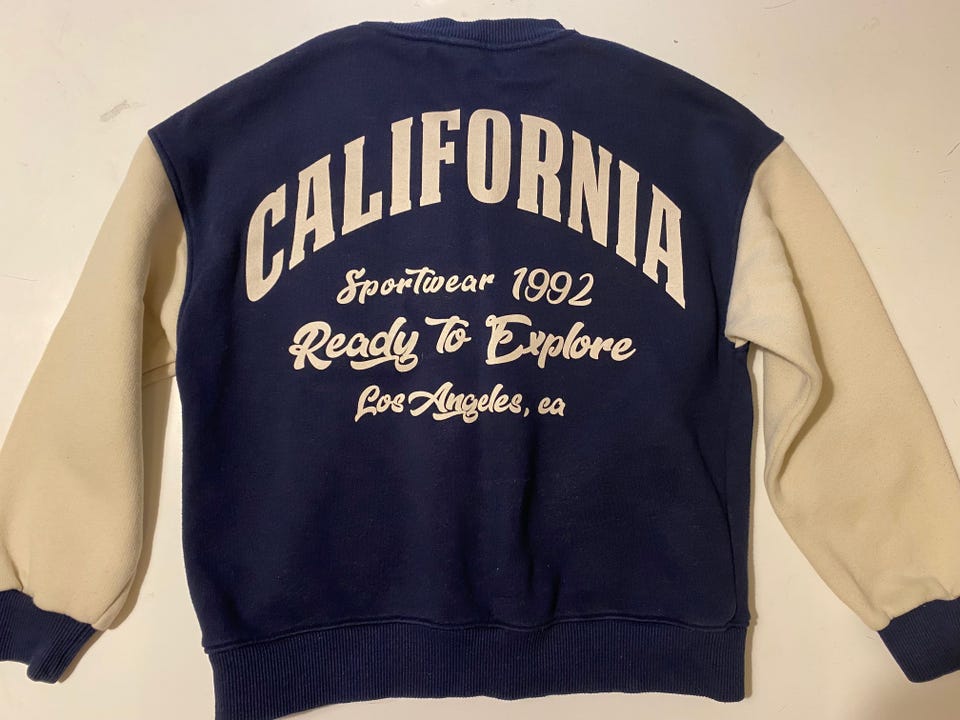 CALIFORNIA
Sportwear 1992
Ready To Explore
Los Angeles, ca